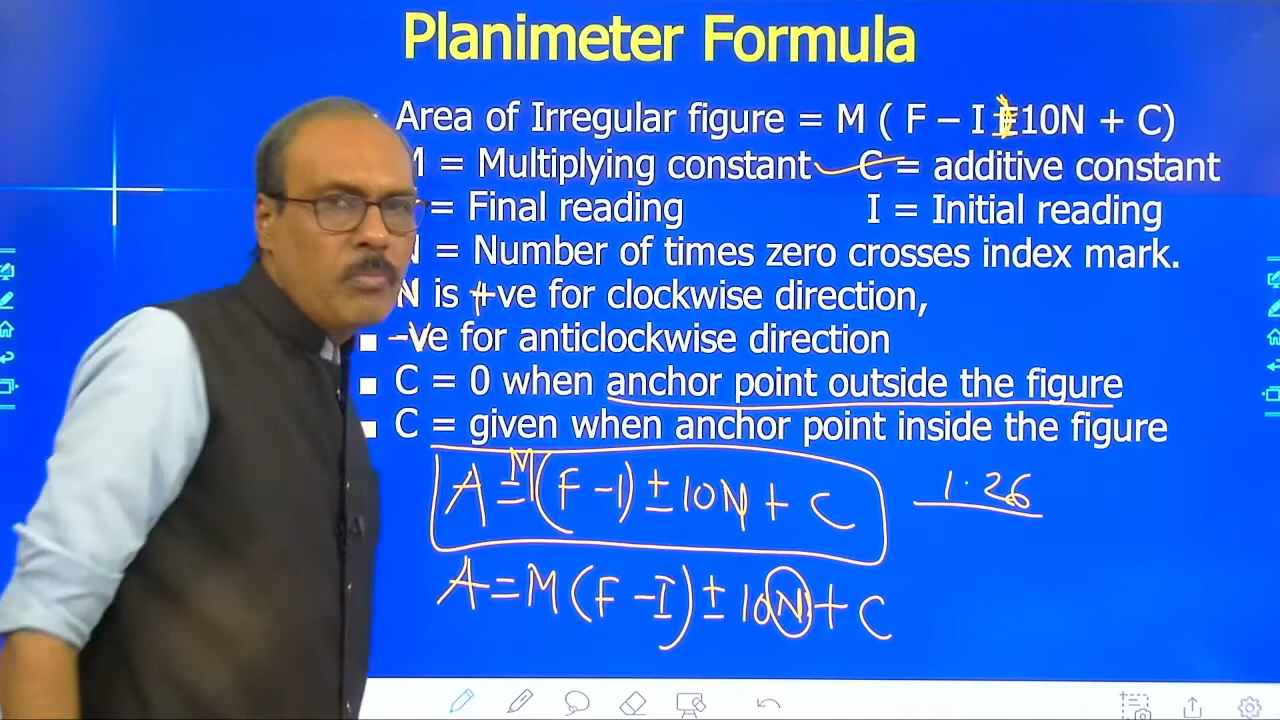 Planimeter Formula
Area of Irregular figure = M ( F – I ± 10N + C)
M = Multiplying constant C = additive constant
= Final reading I = Initial reading
N = Number of times zero crosses index mark.
N is +ve for clockwise direction,
–Ve for anticlockwise direction
C = 0 when anchor point outside the figure
C = given when anchor point inside the figure
A = M(F-I) ± 10N + C
1.26
A = M(F-I) ± 10N + C